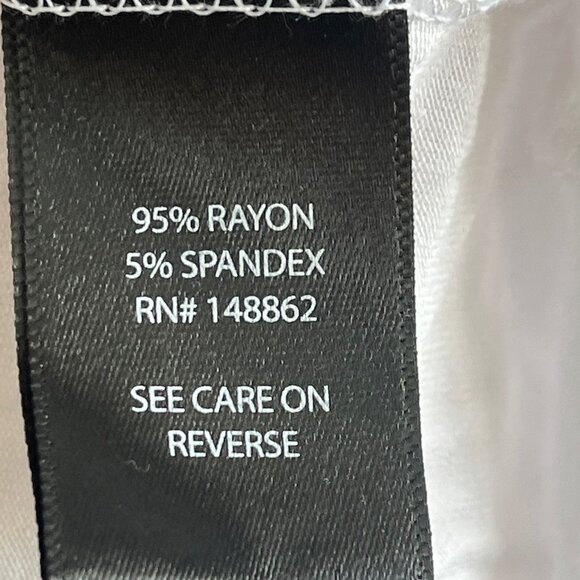 95% RAYON
5% SPANDEX
RN# 148862
SEE CARE ON
REVERSE